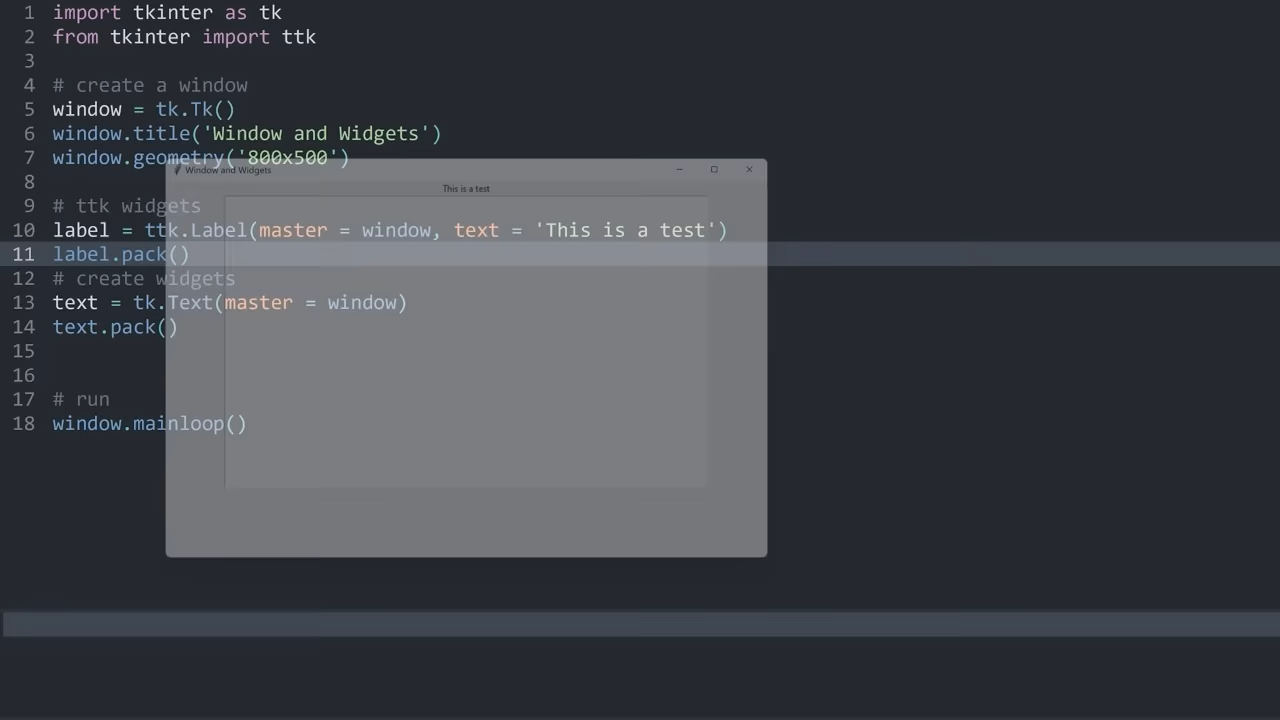 1 import tkinter as tk
2 from tkinter import ttk
3
4 # create a window
5 window = tk.Tk()
6 window.title('Window and Widgets')
7 window.geometry('800x500')
8
Window and Widgets
This is a test
9 # ttk widgets
10 label = ttk.Label(master = window, text = 'This is a test')
11 label.pack()
12 # create widgets
13 text = tk.Text(master = window)
14 text.pack()
15
16
17 # run
18 window.mainloop()